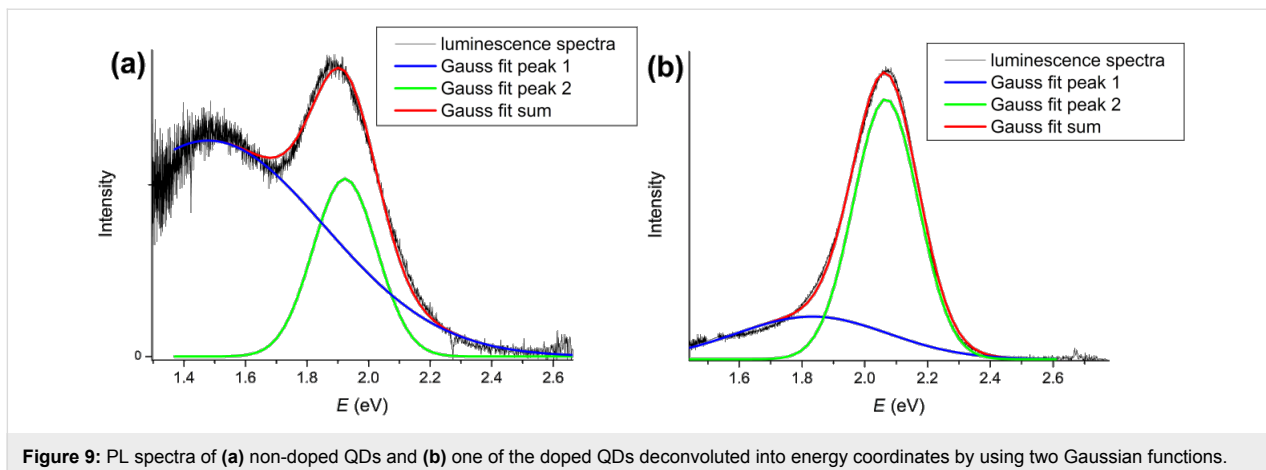 (a)
luminescence spectra
Gauss fit peak 1
Gauss fit peak 2
Gauss fit sum
Intensity
0
1.4 1.6 1.8 2.0 2.2 2.4 2.6
E (eV)
(b)
luminescence spectra
Gauss fit peak 1
Gauss fit peak 2
Gauss fit sum
Intensity
1.6 1.8 2.0 2.2 2.4 2.6
E (eV)
Figure 9: PL spectra of (a) non-doped QDs and (b) one of the doped QDs deconvoluted into energy coordinates by using two Gaussian functions.